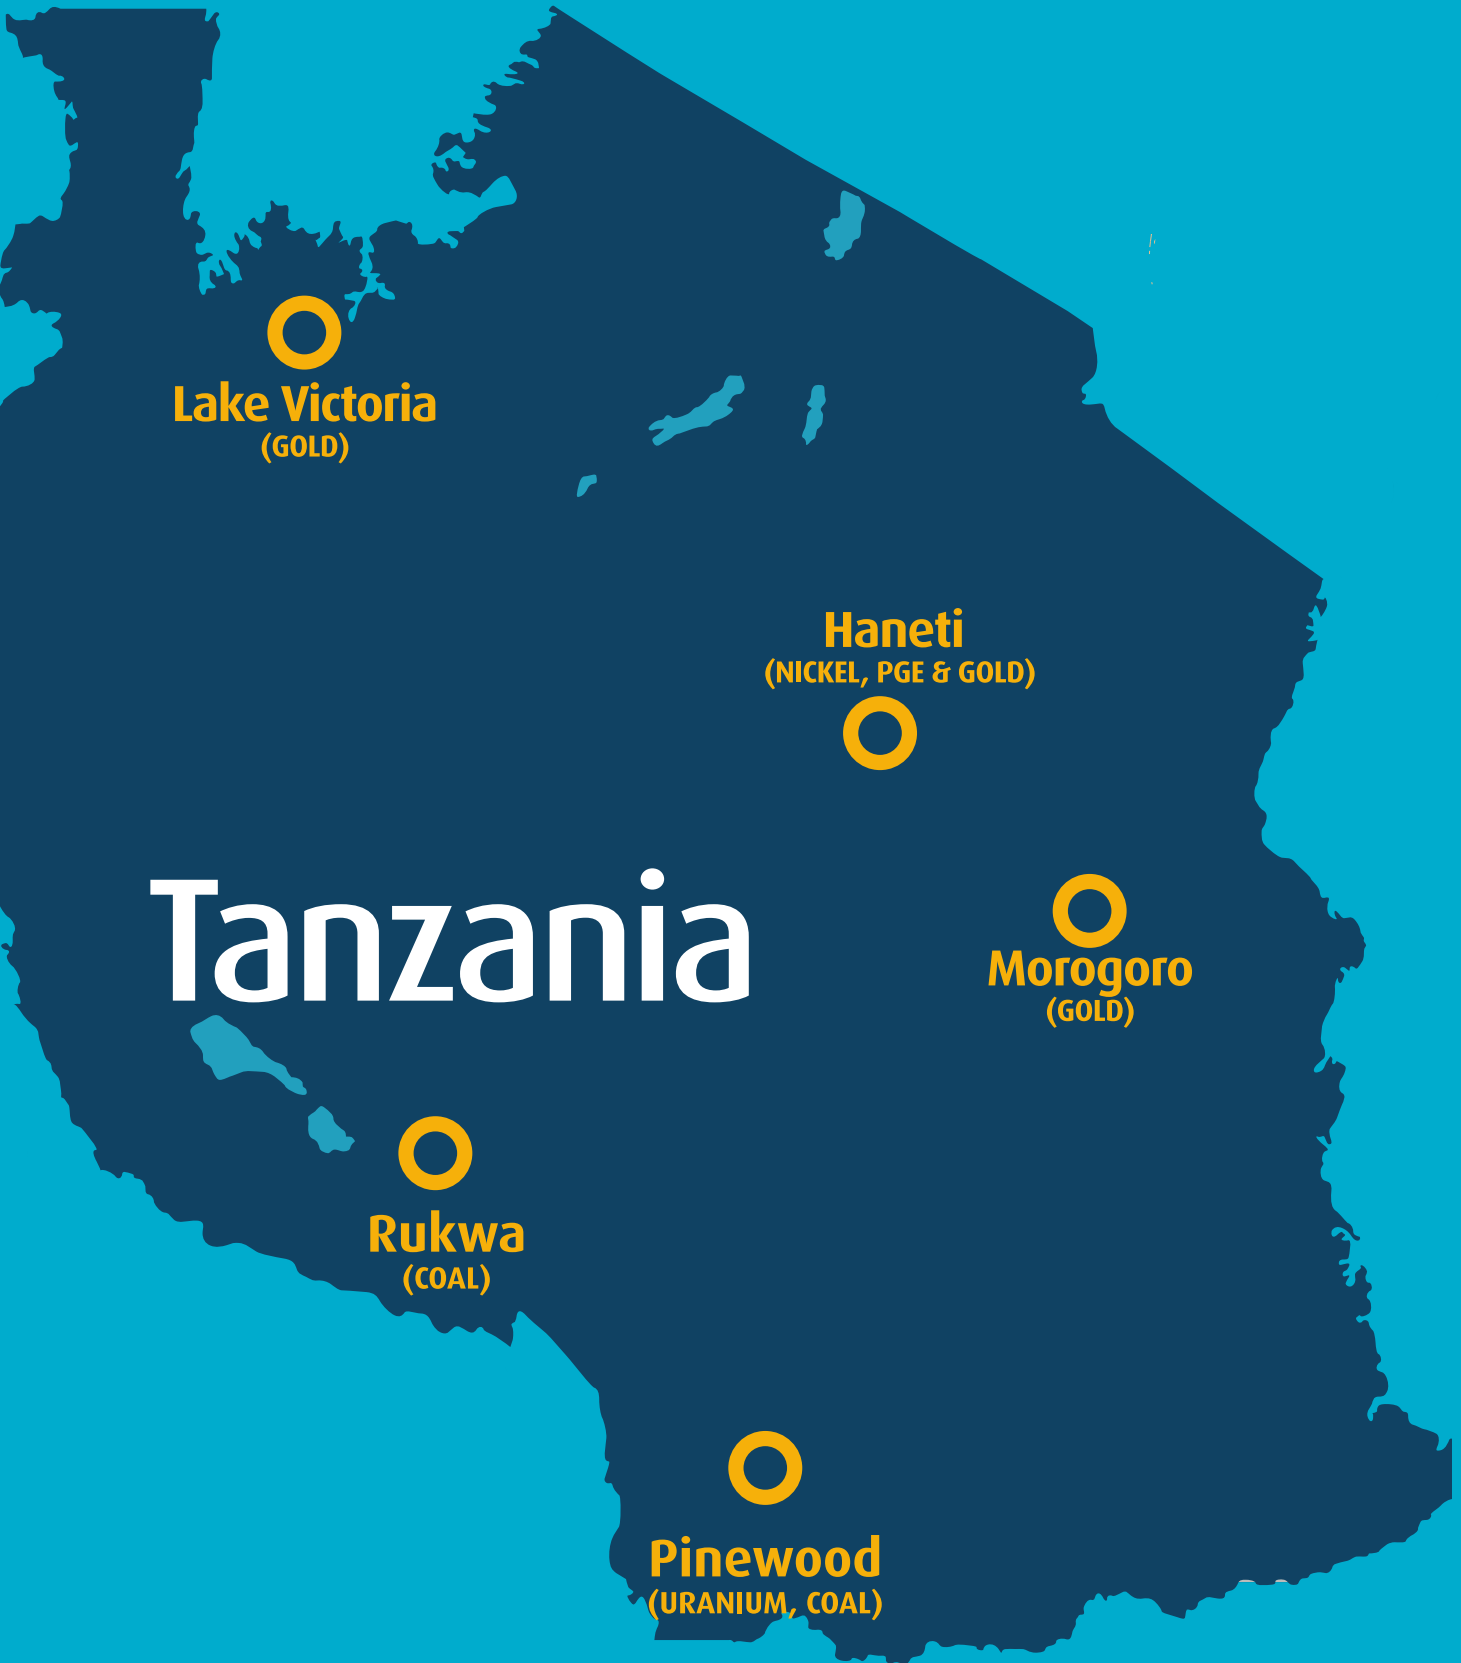 Lake Victoria
(GOLD)
Haneti
(NICKEL, PGE & GOLD)
Tanzania
Morogoro
(GOLD)
Rukwa
(COAL)
Pinewood
(URANIUM, COAL)